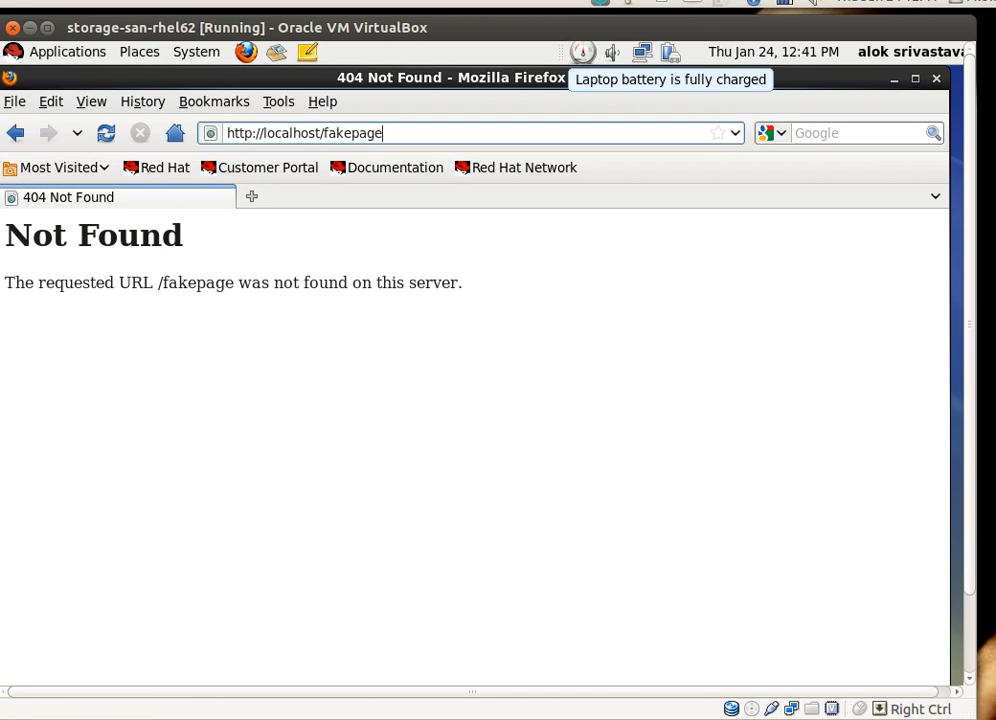 storage-san-rhel62 [Running] - Oracle VM VirtualBox
Applications Places System Thu Jan 24, 12:41 PM alok srivastava
404 Not Found - Mozilla Firefox
Laptop battery is fully charged
File Edit View History Bookmarks Tools Help
http://localhost/fakepage Google
Most Visited Red Hat Customer Portal Documentation Red Hat Network
404 Not Found
Not Found
The requested URL /fakepage was not found on this server.
Right Ctrl